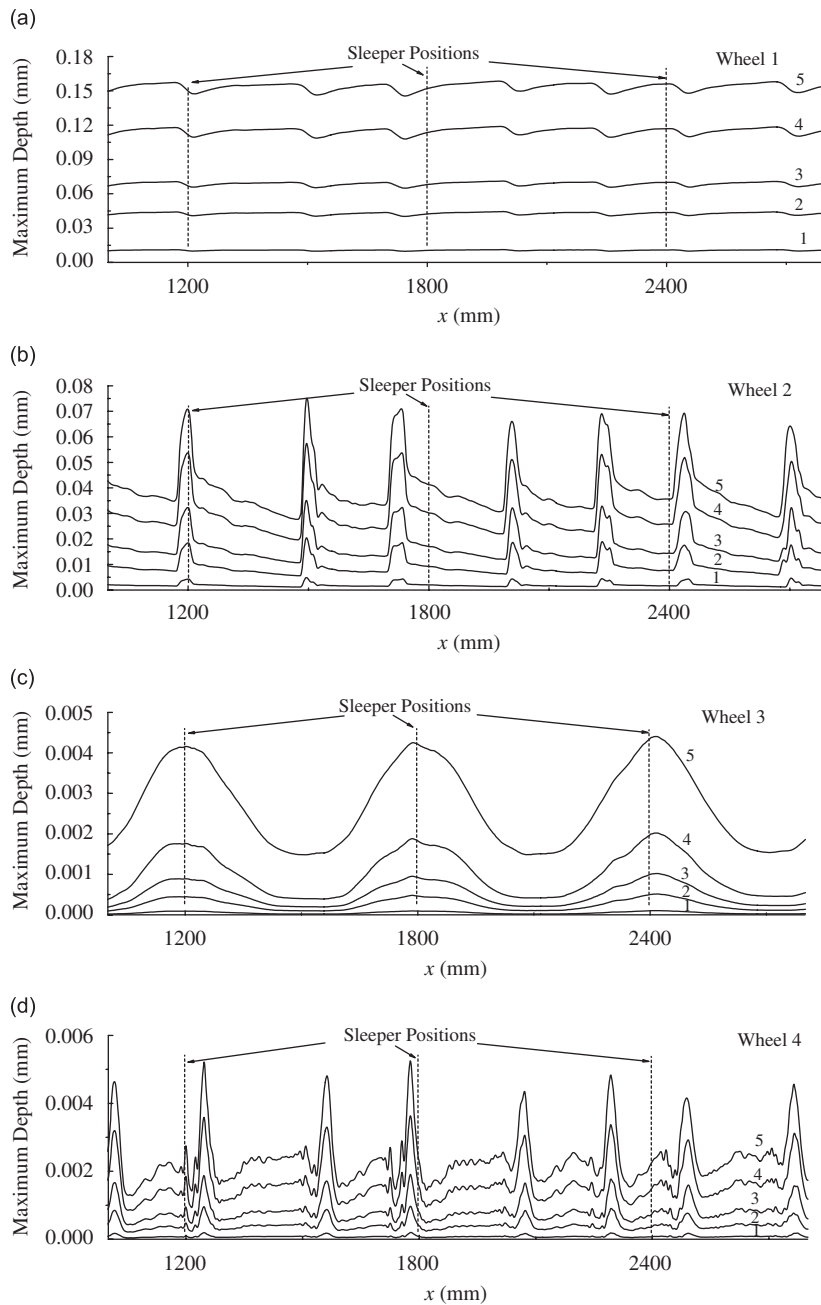 (a)
Sleeper Positions
Wheel 1
Maximum Depth (mm)
0.18
0.15
0.12
0.09
0.06
0.03
0.00
5
4
3
2
1
1200
1800
2400
x (mm)
(b)
Sleeper Positions
Wheel 2
Maximum Depth (mm)
0.08
0.07
0.06
0.05
0.04
0.03
0.02
0.01
0.00
5
4
3
2
1
1200
1800
2400
x (mm)
(c)
Sleeper Positions
Wheel 3
Maximum Depth (mm)
0.005
0.004
0.003
0.002
0.001
0.000
5
4
3
2
1
1200
1800
2400
x (mm)
(d)
Sleeper Positions
Wheel 4
Maximum Depth (mm)
0.006
0.004
0.002
0.000
5
4
3
2
1
1200
1800
2400
x (mm)